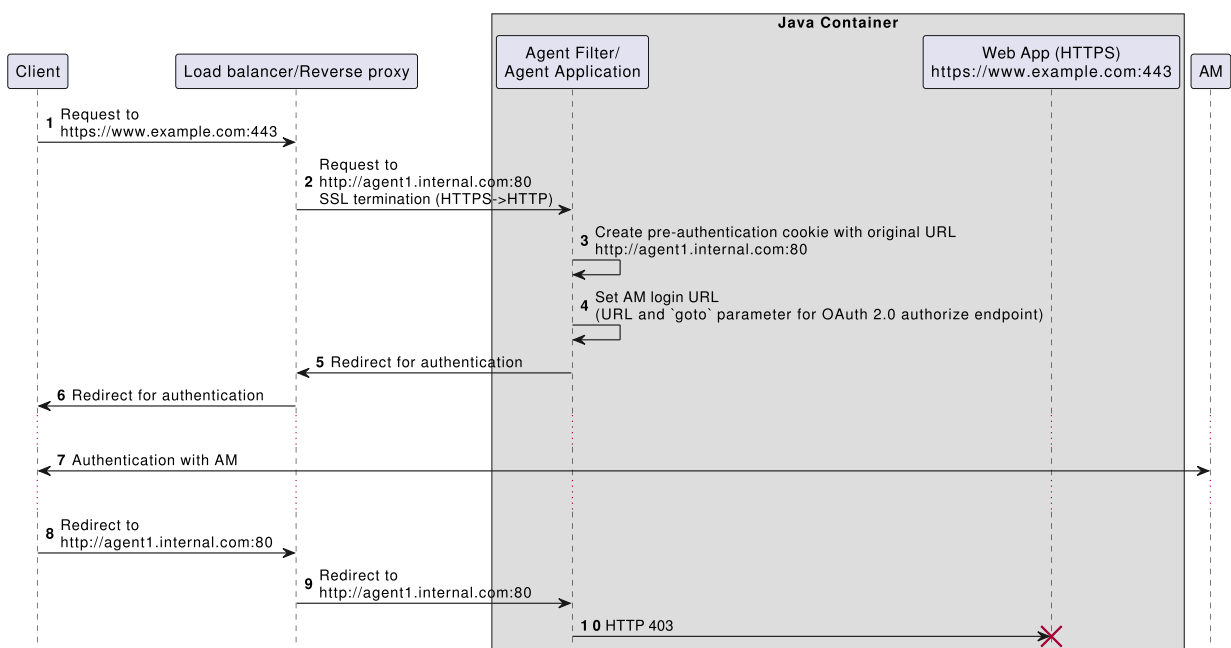 Java Container
Client
Load balancer/Reverse proxy
Agent Filter/
Agent Application
Web App (HTTPS)
https://www.example.com:443
AM
1 Request to
https://www.example.com:443
Request to
2 http://agent1.internal.com:80
SSL termination (HTTPS->HTTP)
3 Create pre-authentication cookie with original URL
http://agent1.internal.com:80
4 Set AM login URL
(URL and `goto` parameter for OAuth 2.0 authorize endpoint)
5 Redirect for authentication
6 Redirect for authentication
7 Authentication with AM
8 Redirect to
http://agent1.internal.com:80
9 Redirect to
http://agent1.internal.com:80
10 HTTP 403